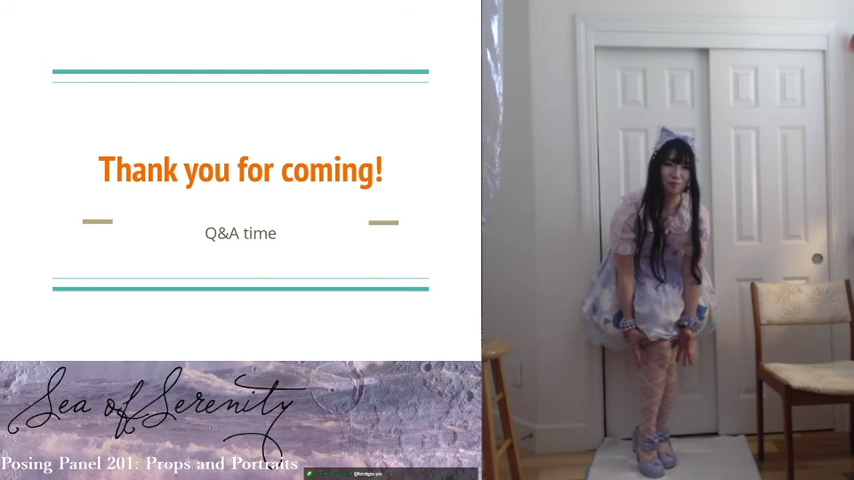 Thank you for coming!
Q&A time
Sea of Serenity
Posing Panel 201: Props and Portraits